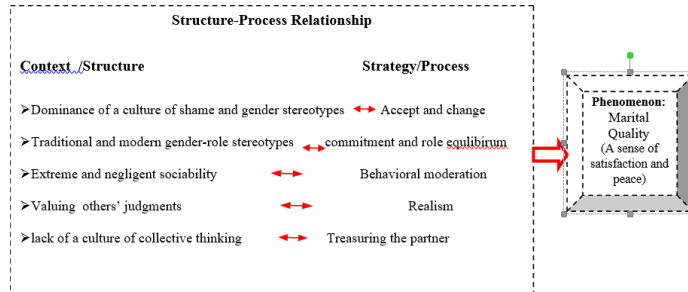 Structure-Process Relationship
Context /Structure Strategy/Process
➢Dominance of a culture of shame and gender stereotypes Accept and change
➢Traditional and modern gender-role stereotypes commitment and role equlibirum
➢Extreme and negligent sociability Behavioral moderation
➢Valuing others’ judgments Realism
➢lack of a culture of collective thinking Treasuring the partner
Phenomenon:
Marital
Quality
(A sense of
satisfaction and
peace)